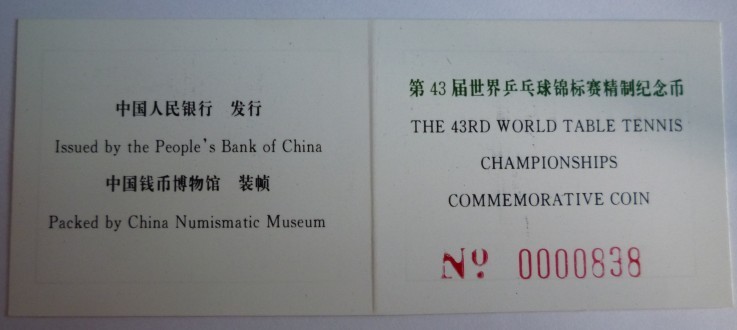 中国人民银行 发行
Issued by the People's Bank of China
中国钱币博物馆 装帧
Packed by China Numismatic Museum
第 43 届世界乒乓球锦标赛精制纪念币
THE 43RD WORLD TABLE TENNIS
CHAMPIONSHIPS
COMMEMORATIVE COIN
Nº 0000838